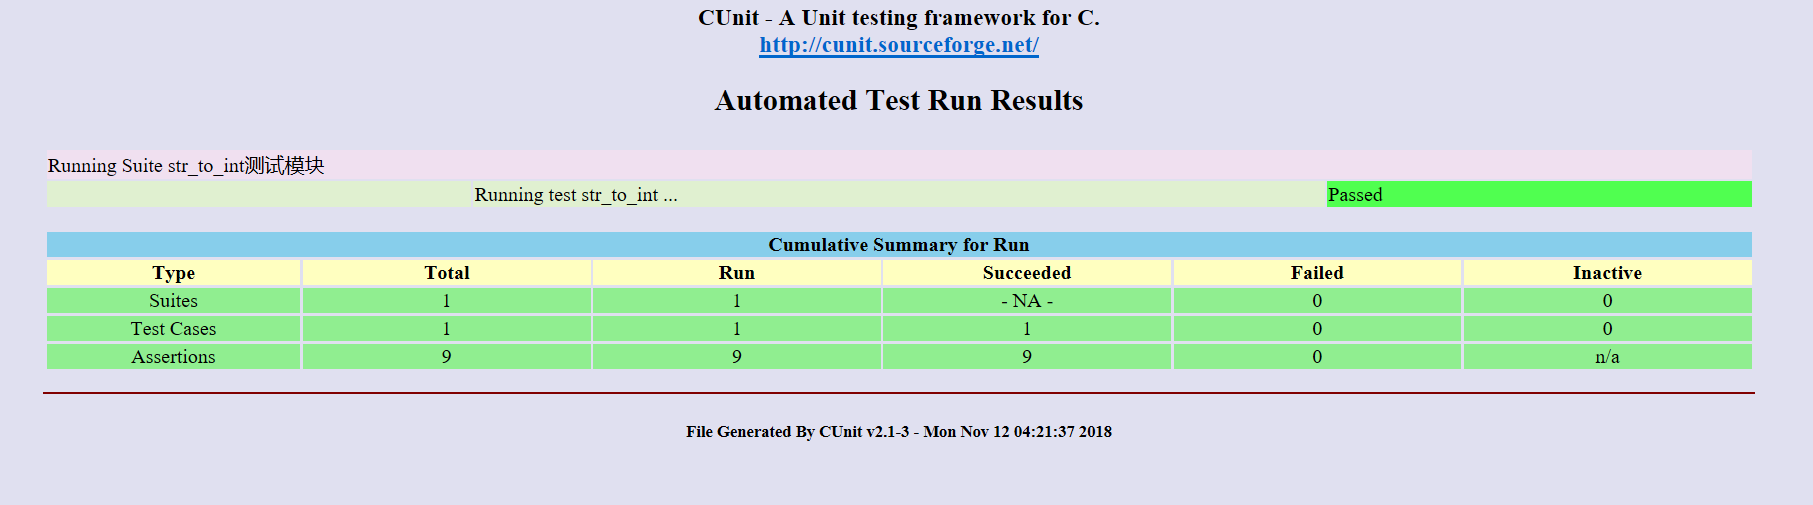 CUnit - A Unit testing framework for C.
http://cunit.sourceforge.net/
Automated Test Run Results
Running Suite str_to_int测试模块
Running test str_to_int ... Passed
Cumulative Summary for Run
Type Total Run Succeeded Failed Inactive
Suites 1 1 - NA - 0 0
Test Cases 1 1 1 0 0
Assertions 9 9 9 0 n/a
File Generated By CUnit v2.1-3 - Mon Nov 12 04:21:37 2018